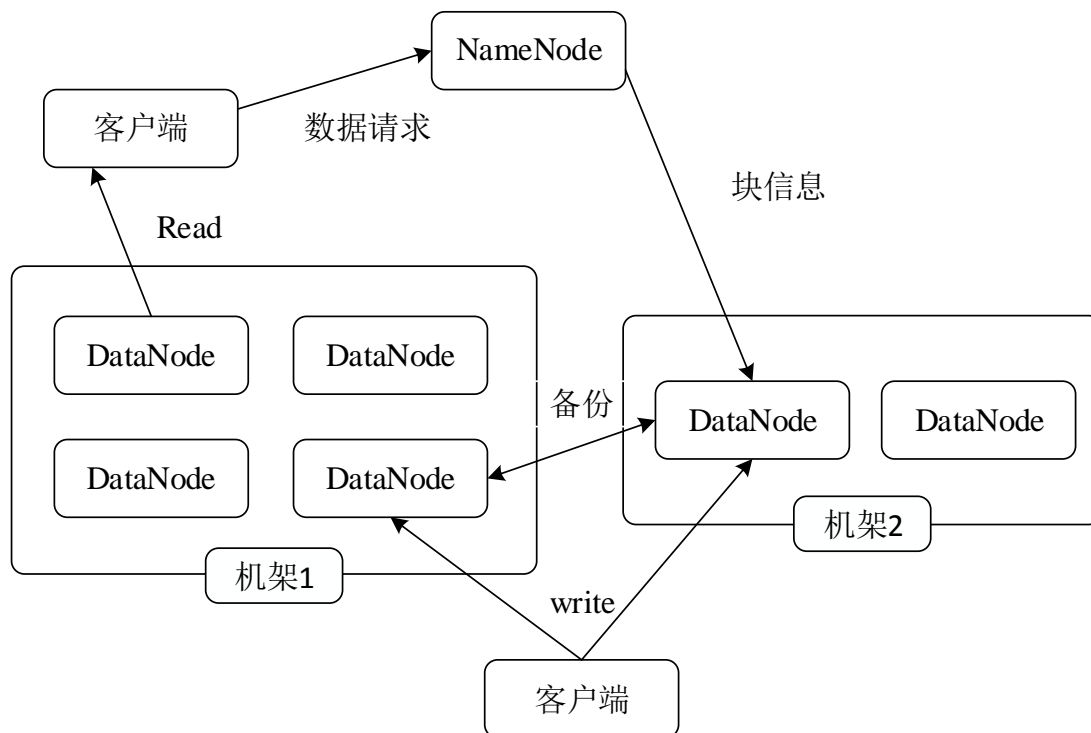 NameNode
客户端
数据请求
块信息
Read
DataNode
DataNode
备份
DataNode
DataNode
DataNode
DataNode
机架2
机架1
write
客户端